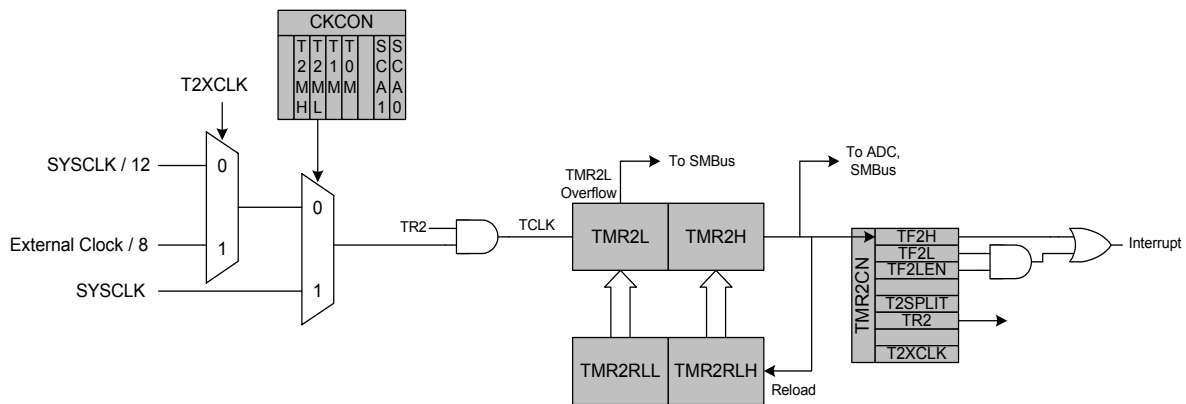 CKCON
T2MH
T2ML
T1M
T0M
SCA1
SCA0
T2XCLK
SYSCLK / 12
0
1
External Clock / 8
SYSCLK
0
1
TR2
TCLK
TMR2L
Overflow
To SMBus
TMR2L
TMR2H
To ADC,
SMBus
TMR2RLL
TMR2RLH
Reload
TMR2CN
TF2H
TF2L
TF2LEN
T2SPLIT
TR2
T2XCLK
Interrupt